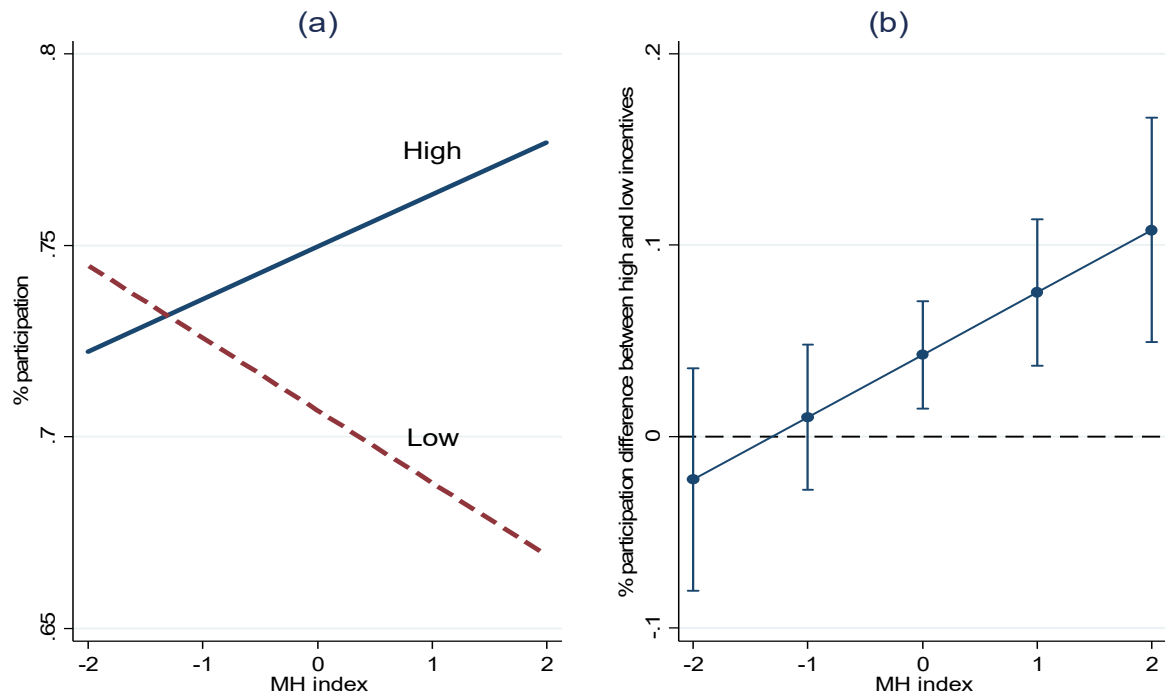 (a)
.8
.75
.7
.65
% participation
High
Low
-2 -1 0 1 2
MH index
(b)
.2
.1
0
-.1
% participation difference between high and low incentives
-2 -1 0 1 2
MH index